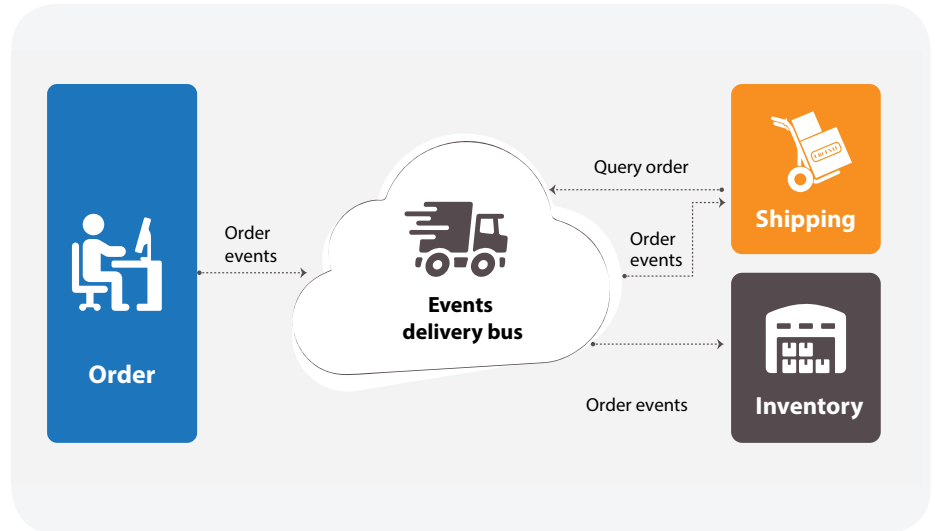 Order
events
Order
Events
delivery bus
Query order
Order
events
Order events
Shipping
Inventory